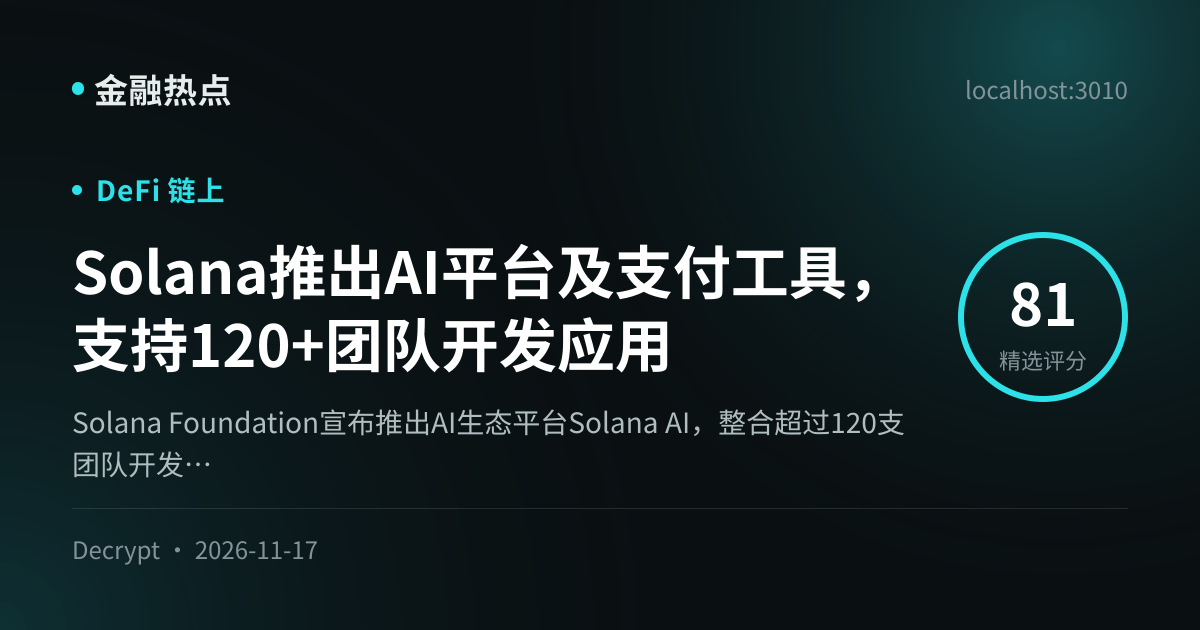 金融热点
localhost:3010
DeFi 链上
Solana推出AI平台及支付工具，
支持120+团队开发应用
81
精选评分
Solana Foundation宣布推出AI生态平台Solana AI，整合超过120支
团队开发…
Decrypt · 2026-11-17